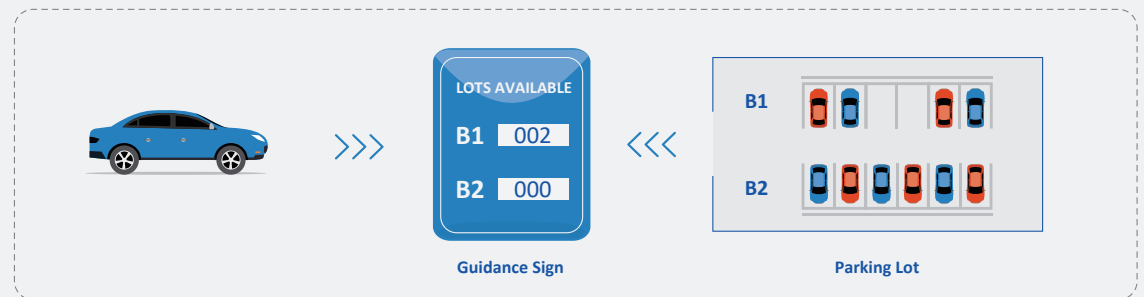 LOTS AVAILABLE
B1 002
B2 000
Guidance Sign
B1
B2
Parking Lot